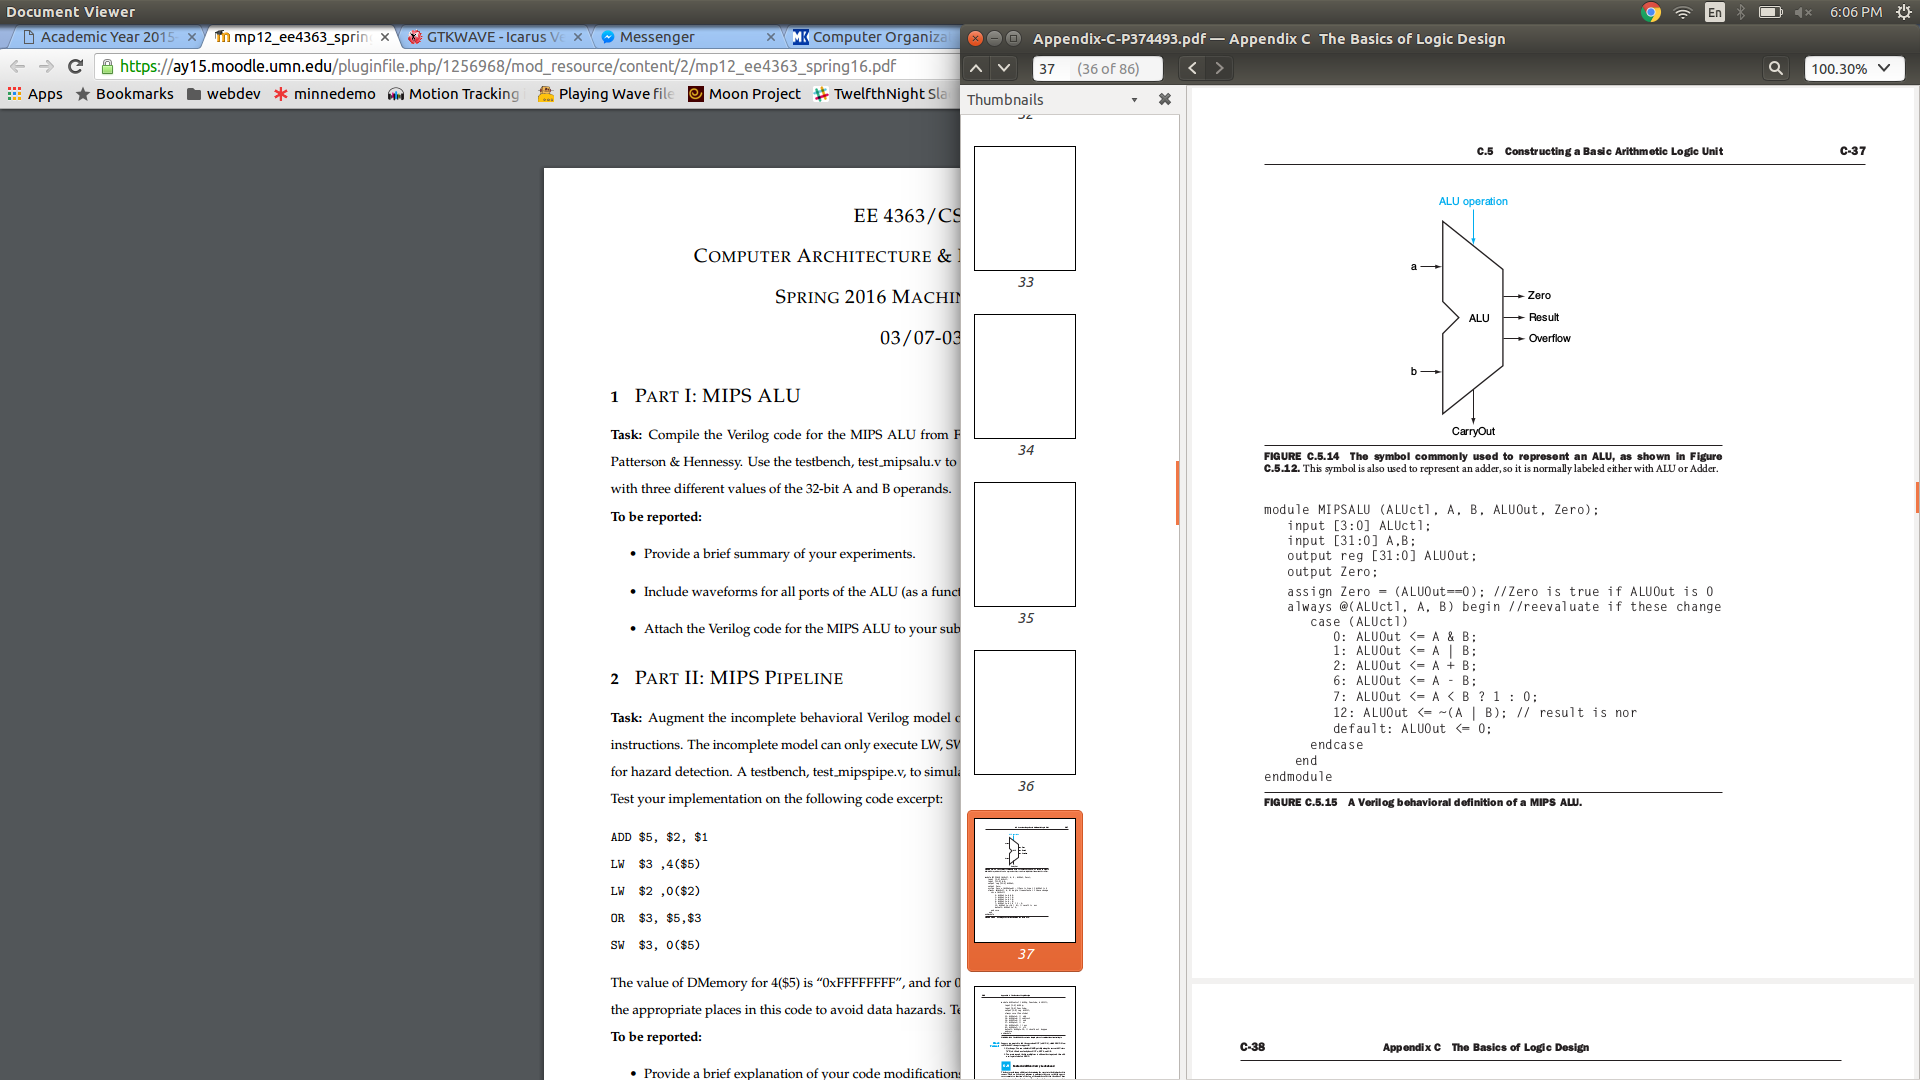 Document Viewer
En
6:06 PM
Academic Year 2015-
mp12_ee4363_sprin
GTKWAVE - Icarus V
Messenger
Computer Organiza
Appendix-C-P374493.pdf — Appendix C The Basics of Logic Design
https://ay15.moodle.umn.edu/pluginfile.php/1256968/mod_resource/content/2/mp12_ee4363_spring16.pdf
37 (36 of 86)
100.30%
Apps
Bookmarks
webdev
minnedemo
Motion Tracking
Playing Wave file
Moon Project
TwelfthNight Sla
Thumbnails
32
33
34
35
36
37
EE 4363/CS
COMPUTER ARCHITECTURE &
SPRING 2016 MACHIN
03/07-03
1 PART I: MIPS ALU
Task: Compile the Verilog code for the MIPS ALU from F
Patterson & Hennessy. Use the testbench, test_mipsalu.v to
with three different values of the 32-bit A and B operands.
To be reported:
• Provide a brief summary of your experiments.
• Include waveforms for all ports of the ALU (as a funct
• Attach the Verilog code for the MIPS ALU to your sub
2 PART II: MIPS PIPELINE
Task: Augment the incomplete behavioral Verilog model o
instructions. The incomplete model can only execute LW, SW
for hazard detection. A testbench, test_mipspipe.v, to simula
Test your implementation on the following code excerpt:
ADD $5, $2, $1
LW $3 ,4($5)
LW $2 ,0($2)
OR $3, $5,$3
SW $3, 0($5)
The value of DMemory for 4($5) is “0xFFFFFFFF”, and for 0
the appropriate places in this code to avoid data hazards. Te
To be reported:
• Provide a brief explanation of your code modifications
C.5 Constructing a Basic Arithmetic Logic Unit C-37
ALU operation
a
Zero
ALU
Result
Overflow
b
CarryOut
FIGURE C.5.14 The symbol commonly used to represent an ALU, as shown in Figure
C.5.12. This symbol is also used to represent an adder, so it is normally labeled either with ALU or Adder.
module MIPSALU (ALUctl, A, B, ALUOut, Zero);
input [3:0] ALUctl;
input [31:0] A,B;
output reg [31:0] ALUOut;
output Zero;
assign Zero = (ALUOut==0); //Zero is true if ALUOut is 0
always @(ALUctl, A, B) begin //reevaluate if these change
case (ALUctl)
0: ALUOut <= A & B;
1: ALUOut <= A | B;
2: ALUOut <= A + B;
6: ALUOut <= A - B;
7: ALUOut <= A < B ? 1 : 0;
12: ALUOut <= ~(A | B); // result is nor
default: ALUOut <= 0;
endcase
end
endmodule
FIGURE C.5.15 A Verilog behavioral definition of a MIPS ALU.
C-38 Appendix C The Basics of Logic Design